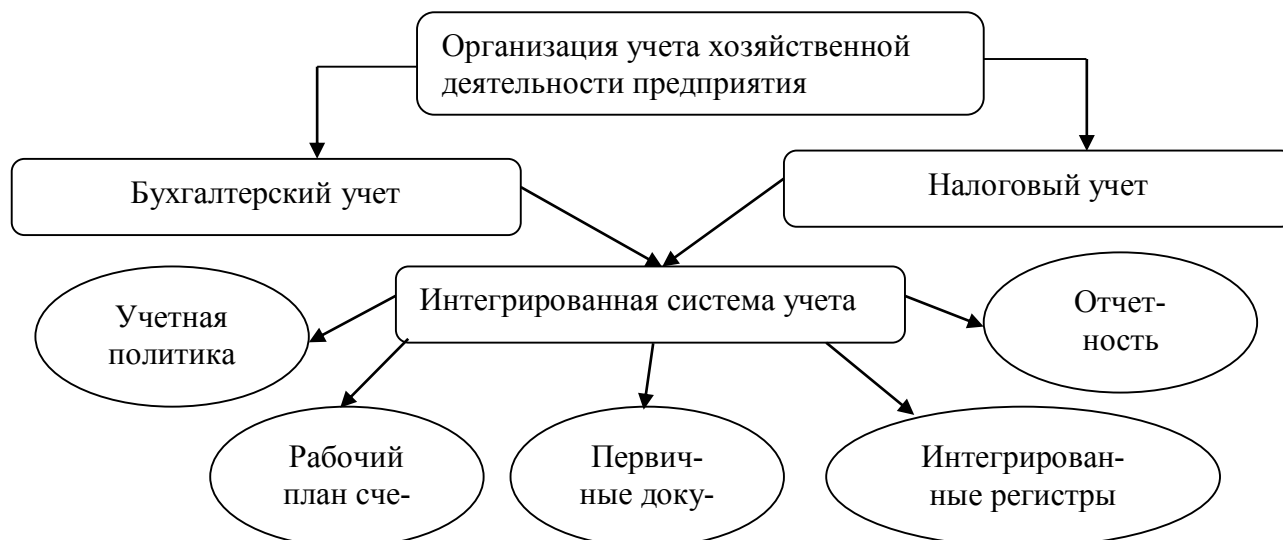 Организация учета хозяйственной
деятельности предприятия
Бухгалтерский учет
Налоговый учет
Интегрированная система учета
Учетная
политика
Отчет-
ность
Рабочий
план сче-
Первич-
ные доку-
Интегрирован-
ные регистры